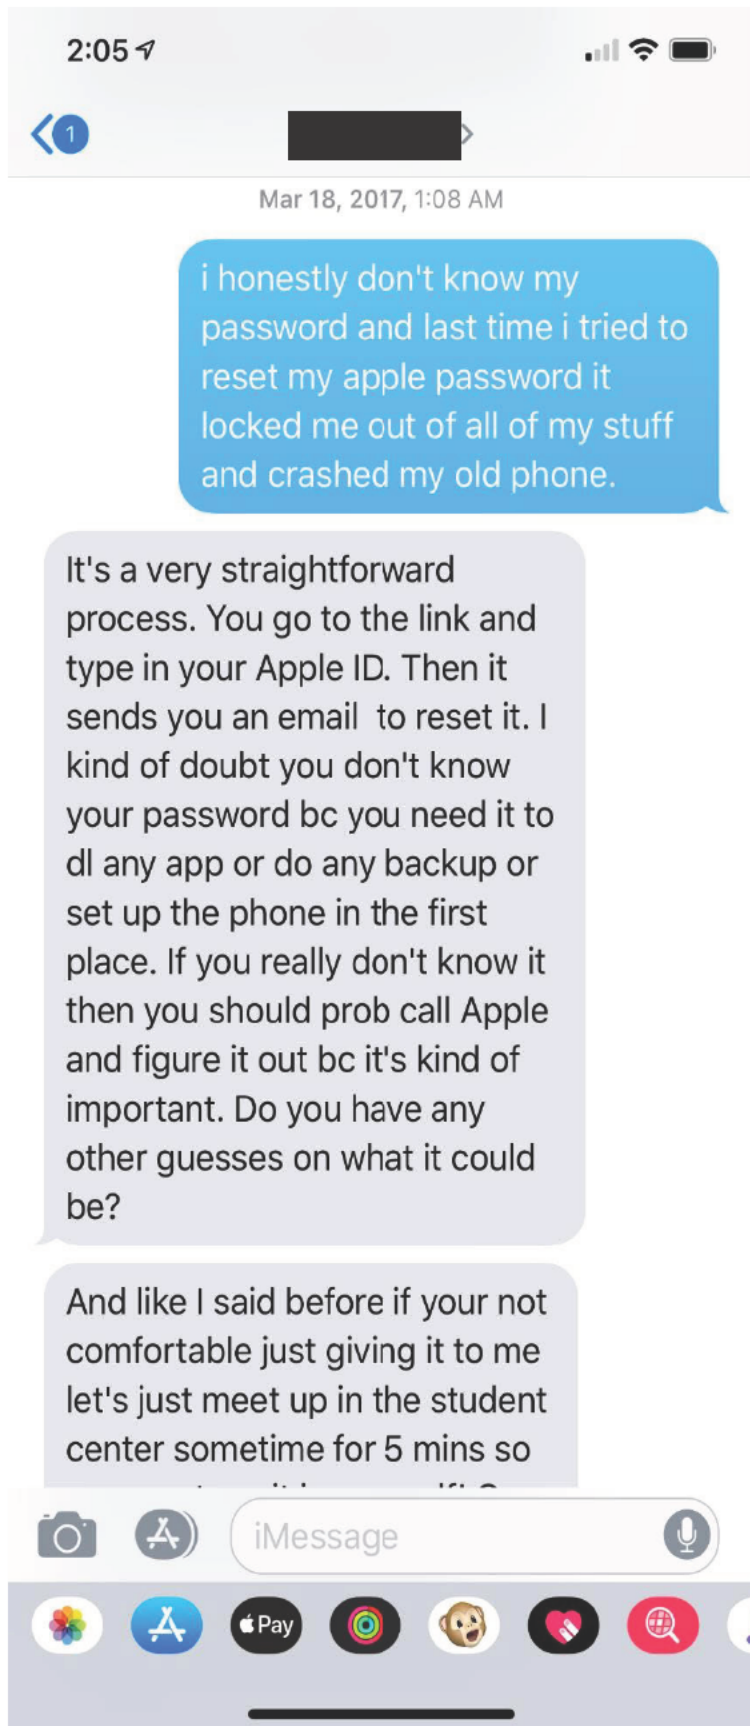 2:05
1
Mar 18, 2017, 1:08 AM
i honestly don't know my
password and last time i tried to
reset my apple password it
locked me out of all of my stuff
and crashed my old phone.
It's a very straightforward
process. You go to the link and
type in your Apple ID. Then it
sends you an email  to reset it. I
kind of doubt you don't know
your password bc you need it to
dl any app or do any backup or
set up the phone in the first
place. If you really don't know it
then you should prob call Apple
and figure it out bc it's kind of
important. Do you have any
other guesses on what it could
be?
And like I said before if your not
comfortable just giving it to me
let's just meet up in the student
center sometime for 5 mins so
iMessage
Pay